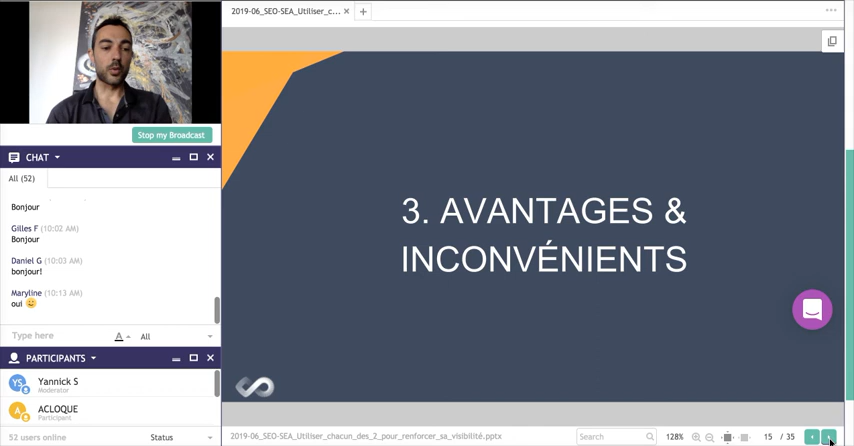 2019-06_SEO-SEA_Utiliser_c...
Stop my Broadcast
CHAT
All (52)
Bonjour
Gilles F (10:02 AM)
Bonjour
Daniel G (10:03 AM)
bonjour!
Maryline (10:13 AM)
oui
Type here
A
All
PARTICIPANTS
YS
Yannick S
Moderator
A
ACLOQUE
Participant
52 users online
Status
3. AVANTAGES &
INCONVÉNIENTS
2019-06_SEO-SEA_Utiliser_chacun_des_2_pour_renforcer_sa_visibilité.pptx
Search
128%
15 / 35